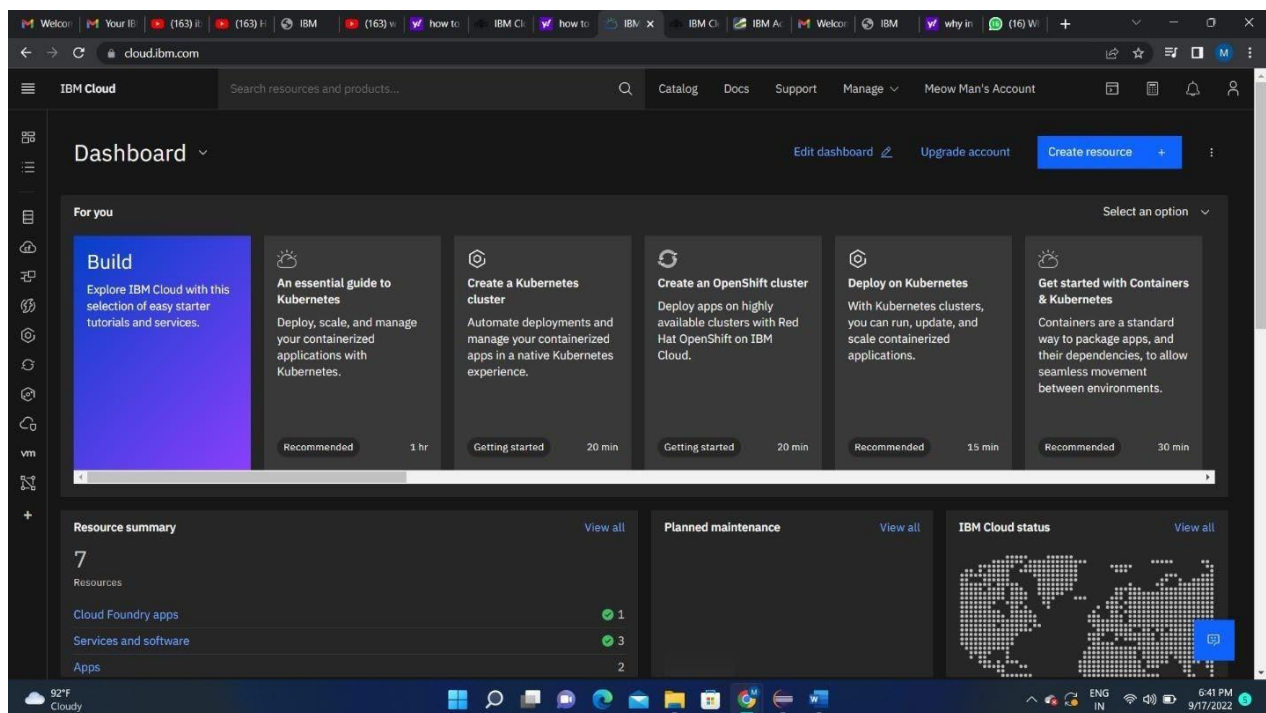 Welcor
Your IB
(163) it
(163) H
IBM
(163) w
how to
IBM Cl
how to
IBM
IBM Cl
IBM Ac
Welcor
IBM
why in
(16) W
cloud.ibm.com
M
IBM Cloud
Search resources and products...
Catalog
Docs
Support
Manage
Meow Man's Account
Dashboard
Edit dashboard
Upgrade account
Create resource +
For you
Select an option
Build
Explore IBM Cloud with this
selection of easy starter
tutorials and services.
An essential guide to
Kubernetes
Deploy, scale, and manage
your containerized
applications with
Kubernetes.
Recommended
1 hr
Create a Kubernetes
cluster
Automate deployments and
manage your containerized
apps in a native Kubernetes
experience.
Getting started
20 min
Create an OpenShift cluster
Deploy apps on highly
available clusters with Red
Hat OpenShift on IBM
Cloud.
Getting started
20 min
Deploy on Kubernetes
With Kubernetes clusters,
you can run, update, and
scale containerized
applications.
Recommended
15 min
Get started with Containers
& Kubernetes
Containers are a standard
way to package apps, and
their dependencies, to allow
seamless movement
between environments.
Recommended
30 min
vm
Resource summary
View all
7
Resources
Cloud Foundry apps
1
Services and software
3
Apps
2
Planned maintenance
View all
IBM Cloud status
View all
92°F
Cloudy
ENG
IN
6:41 PM
9/17/2022